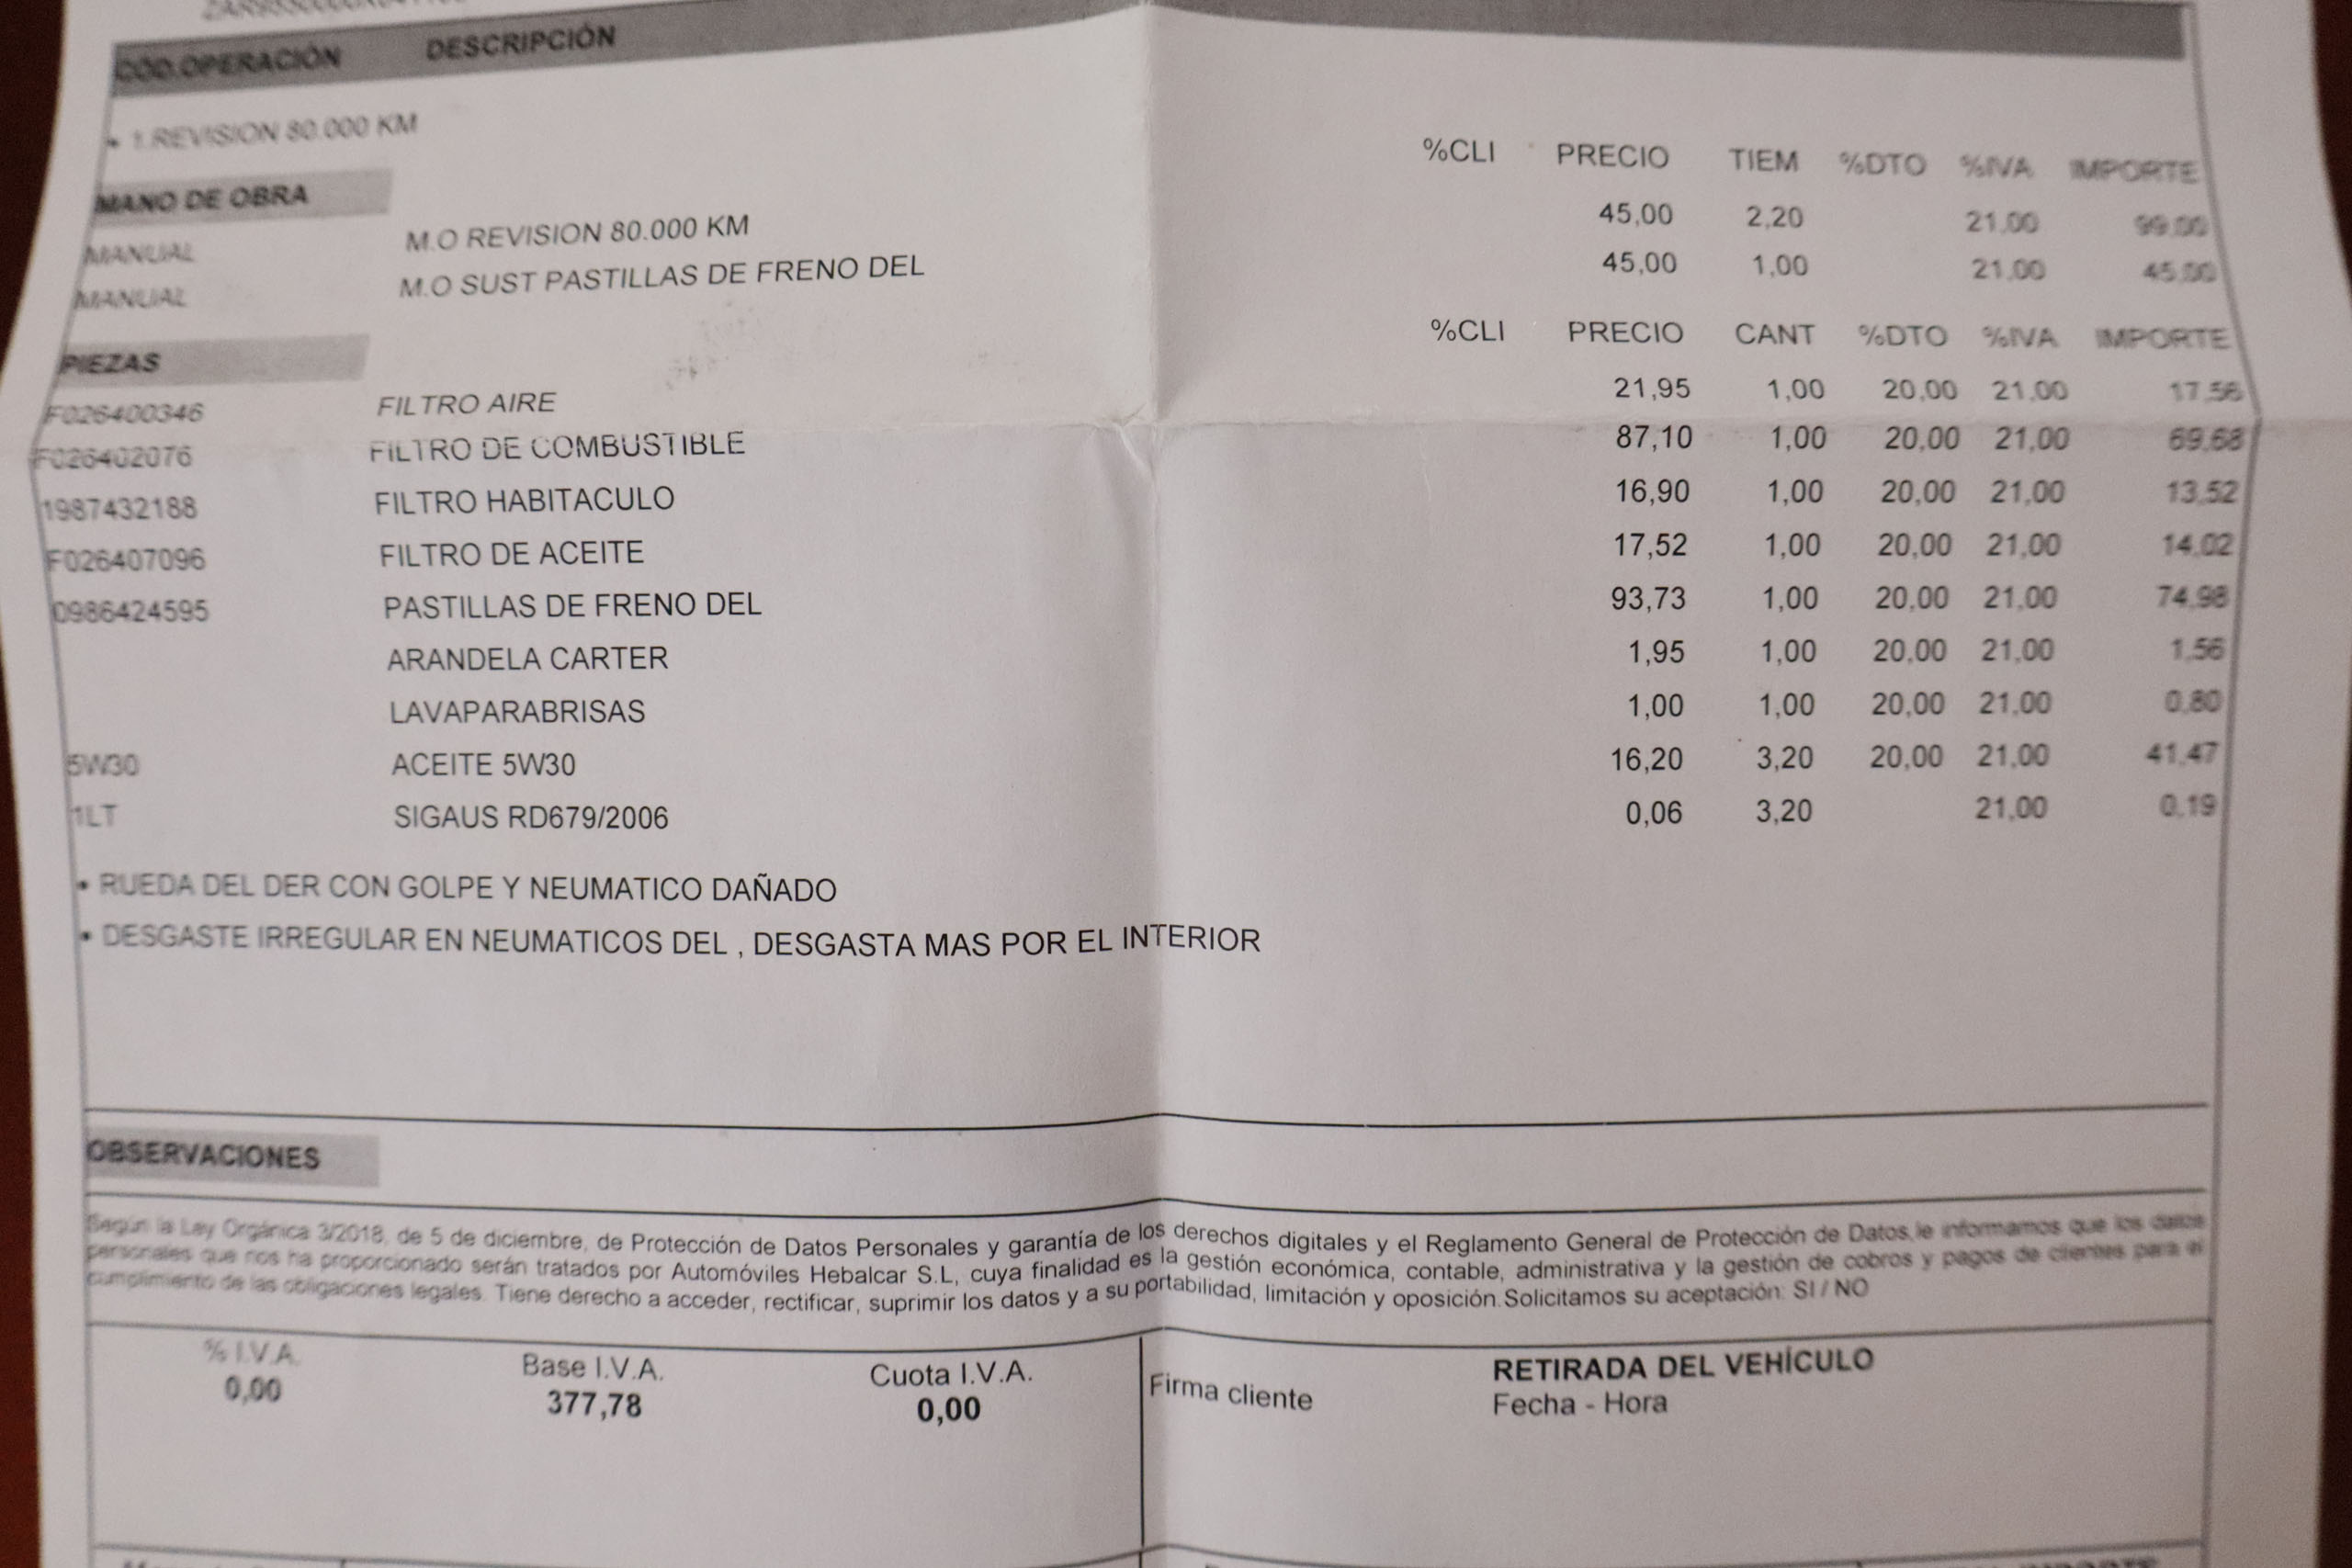 COD.OPERACIÓN DESCRIPCIÓN
• 1.REVISION 80.000 KM
MANO DE OBRA %CLI PRECIO TIEM %DTO %IVA IMPORTE
MANUAL M.O REVISION 80.000 KM 45,00 2,20 21,00 99,00
MANUAL M.O SUST PASTILLAS DE FRENO DEL 45,00 1,00 21,00 45,00
PIEZAS %CLI PRECIO CANT %DTO %IVA IMPORTE
F026400346 FILTRO AIRE 21,95 1,00 20,00 21,00 17,56
F026402076 FILTRO DE COMBUSTIBLE 87,10 1,00 20,00 21,00 69,68
1987432188 FILTRO HABITACULO 16,90 1,00 20,00 21,00 13,52
F026407096 FILTRO DE ACEITE 17,52 1,00 20,00 21,00 14,02
0986424595 PASTILLAS DE FRENO DEL 93,73 1,00 20,00 21,00 74,98
ARANDELA CARTER 1,95 1,00 20,00 21,00 1,56
LAVAPARABRISAS 1,00 1,00 20,00 21,00 0,80
5W30 ACEITE 5W30 16,20 3,20 20,00 21,00 41,47
1LT SIGAUS RD679/2006 0,06 3,20 21,00 0,19
• RUEDA DEL DER CON GOLPE Y NEUMATICO DAÑADO
• DESGASTE IRREGULAR EN NEUMATICOS DEL , DESGASTA MAS POR EL INTERIOR
OBSERVACIONES
Según la Ley Orgánica 3/2018, de 5 de diciembre, de Protección de Datos Personales y garantía de los derechos digitales y el Reglamento General de Protección de Datos,le informamos que los datos
personales que nos ha proporcionado serán tratados por Automóviles Hebalcar S.L, cuya finalidad es la gestión económica, contable, administrativa y la gestión de cobros y pagos de clientes para el
cumplimiento de las obligaciones legales. Tiene derecho a acceder, rectificar, suprimir los datos y a su portabilidad, limitación y oposición.Solicitamos su aceptación: SI / NO
% I.V.A. Base I.V.A. Cuota I.V.A. Firma cliente RETIRADA DEL VEHÍCULO
0,00 377,78 0,00 Fecha - Hora